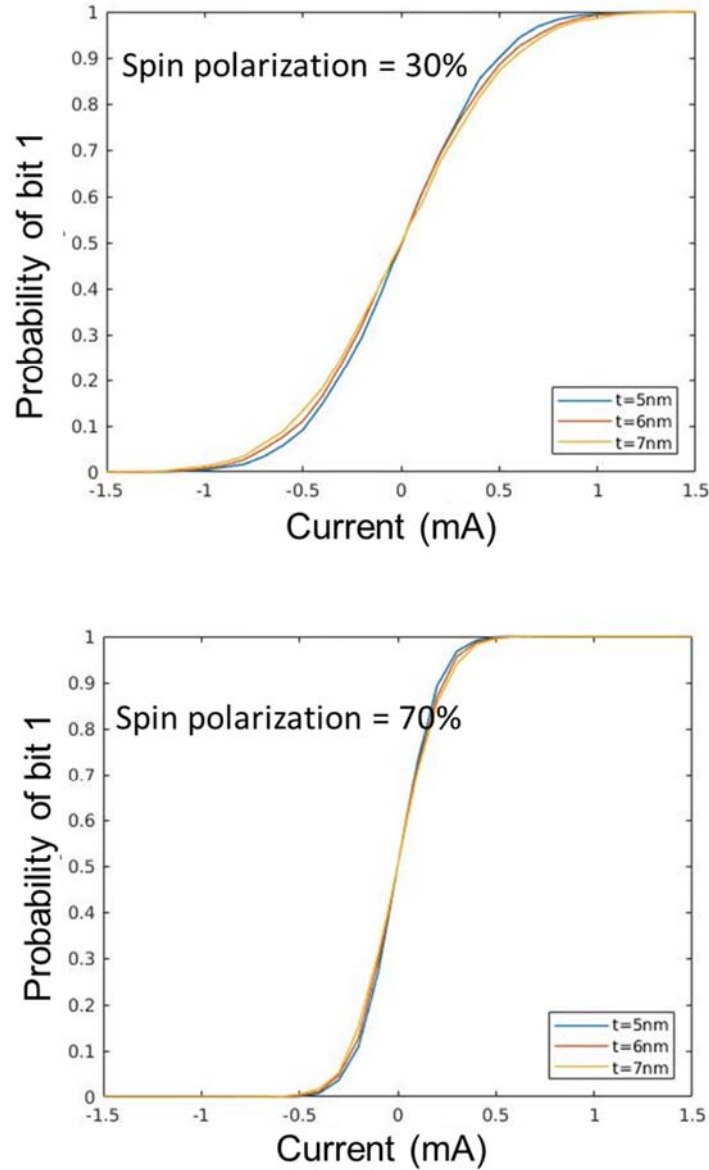 1
0.9
Spin polarization = 30%
0.8
0.7
0.6
0.5
0.4
0.3
0.2
0.1
0
Probability of bit 1
t=5nm
t=6nm
t=7nm
-1.5 -1 -0.5 0 0.5 1 1.5
Current (mA)
1
0.9
Spin polarization = 70%
0.8
0.7
0.6
0.5
0.4
0.3
0.2
0.1
0
Probability of bit 1
t=5nm
t=6nm
t=7nm
-1.5 -1 -0.5 0 0.5 1 1.5
Current (mA)